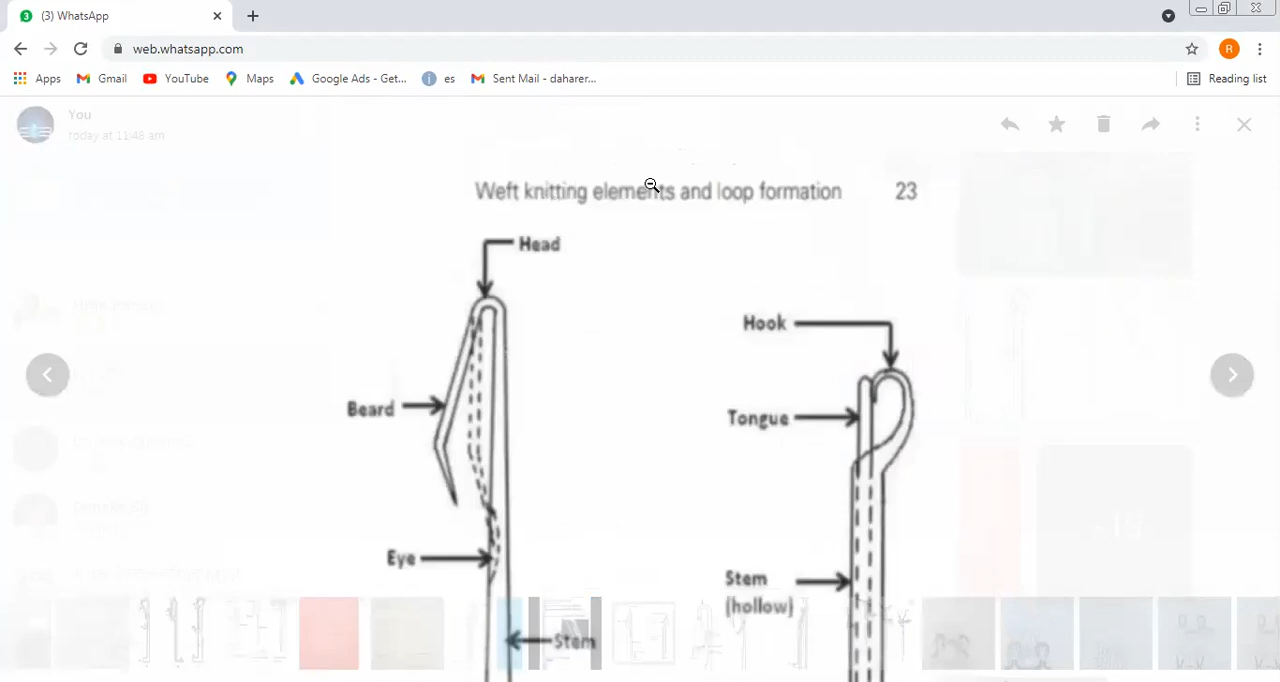 3
(3) WhatsApp
web.whatsapp.com
R
Apps
Gmail
YouTube
Maps
Google Ads - Get...
es
Sent Mail - daharer...
Reading list
You
today at 11:48 am
Weft knitting elements and loop formation 23
Head
Hook
Beard
Tongue
Eye
Stem
(hollow)
Stem